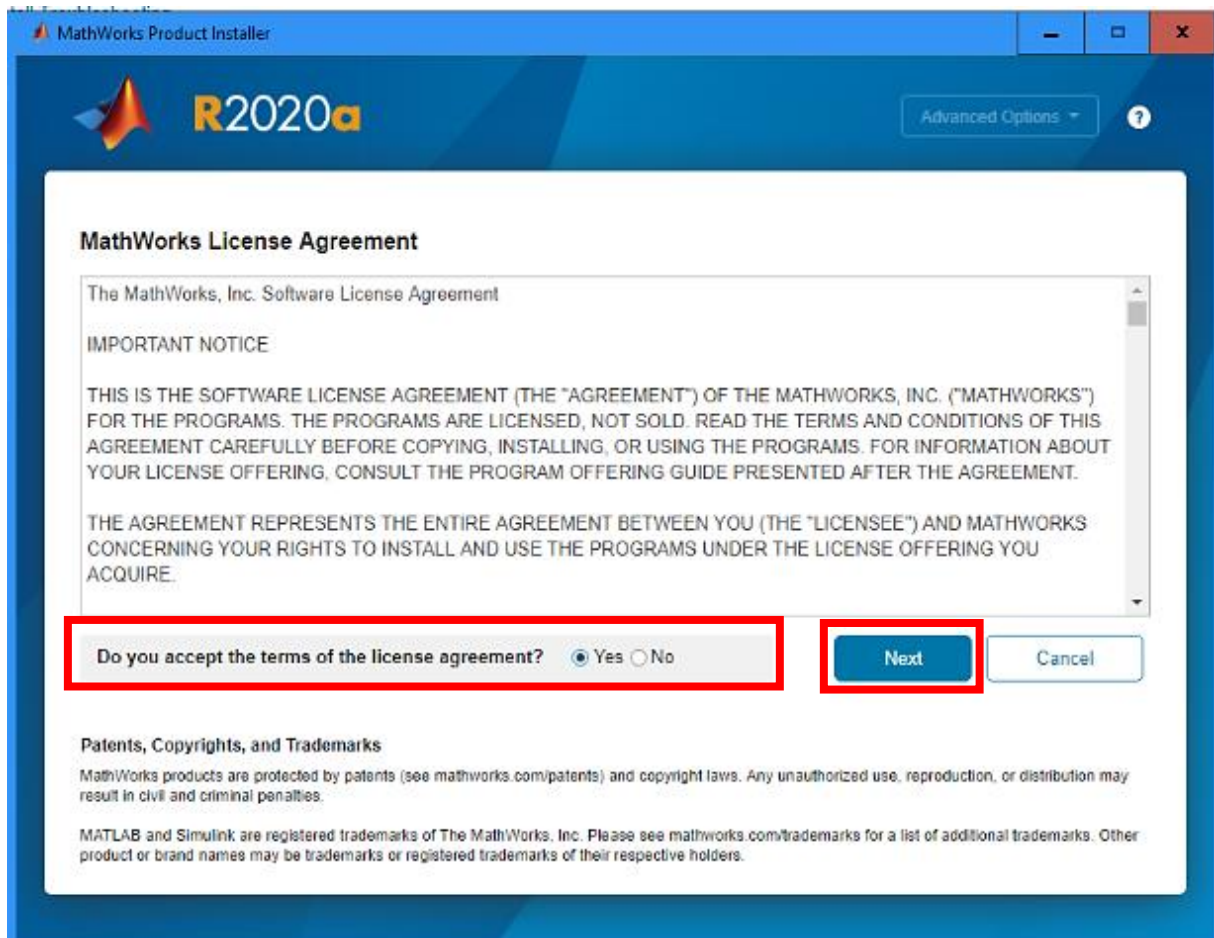 MathWorks Product Installer
R2020a
Advanced Options
?
MathWorks License Agreement
The MathWorks, Inc. Software License Agreement
IMPORTANT NOTICE
THIS IS THE SOFTWARE LICENSE AGREEMENT (THE "AGREEMENT") OF THE MATHWORKS, INC. ("MATHWORKS")
FOR THE PROGRAMS. THE PROGRAMS ARE LICENSED, NOT SOLD. READ THE TERMS AND CONDITIONS OF THIS
AGREEMENT CAREFULLY BEFORE COPYING, INSTALLING, OR USING THE PROGRAMS. FOR INFORMATION ABOUT
YOUR LICENSE OFFERING, CONSULT THE PROGRAM OFFERING GUIDE PRESENTED AFTER THE AGREEMENT.
THE AGREEMENT REPRESENTS THE ENTIRE AGREEMENT BETWEEN YOU (THE "LICENSEE") AND MATHWORKS
CONCERNING YOUR RIGHTS TO INSTALL AND USE THE PROGRAMS UNDER THE LICENSE OFFERING YOU
ACQUIRE.
Do you accept the terms of the license agreement? Yes No
Next Cancel
Patents, Copyrights, and Trademarks
MathWorks products are protected by patents (see mathworks.com/patents) and copyright laws. Any unauthorized use, reproduction, or distribution may
result in civil and criminal penalties.
MATLAB and Simulink are registered trademarks of The MathWorks, Inc. Please see mathworks.com/trademarks for a list of additional trademarks. Other
product or brand names may be trademarks or registered trademarks of their respective holders.